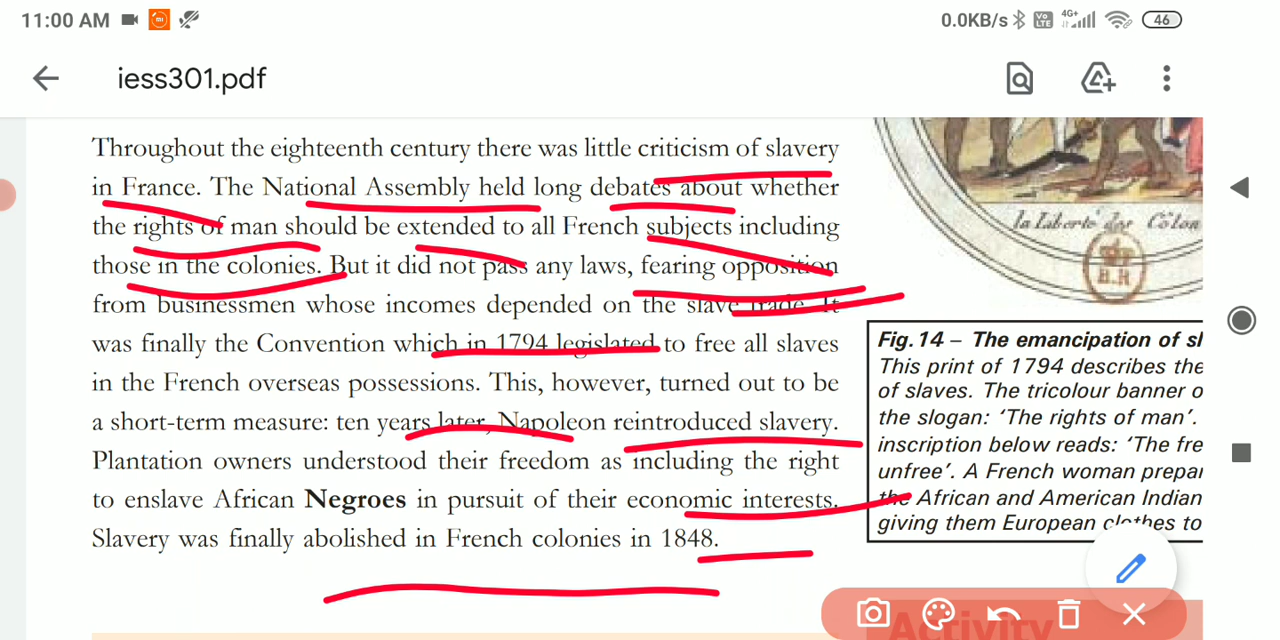 11:00 AM
0.0KB/s
Vo
LTE
4G+
46
iess301.pdf
Throughout the eighteenth century there was little criticism of slavery
in France. The National Assembly held long debates about whether
the rights of man should be extended to all French subjects including
those in the colonies. But it did not pass any laws, fearing opposition
from businessmen whose incomes depended on the slave trade. It
was finally the Convention which in 1794 legislated to free all slaves
in the French overseas possessions. This, however, turned out to be
a short-term measure: ten years later, Napoleon reintroduced slavery.
Plantation owners understood their freedom as including the right
to enslave African Negroes in pursuit of their economic interests.
Slavery was finally abolished in French colonies in 1848.
la Liberté des Côlon
B.R
Fig.14 – The emancipation of sl
This print of 1794 describes the
of slaves. The tricolour banner o
the slogan: ‘The rights of man’.
inscription below reads: ‘The fre
unfree’. A French woman prepar
the African and American Indian
giving them European clothes to
Activity